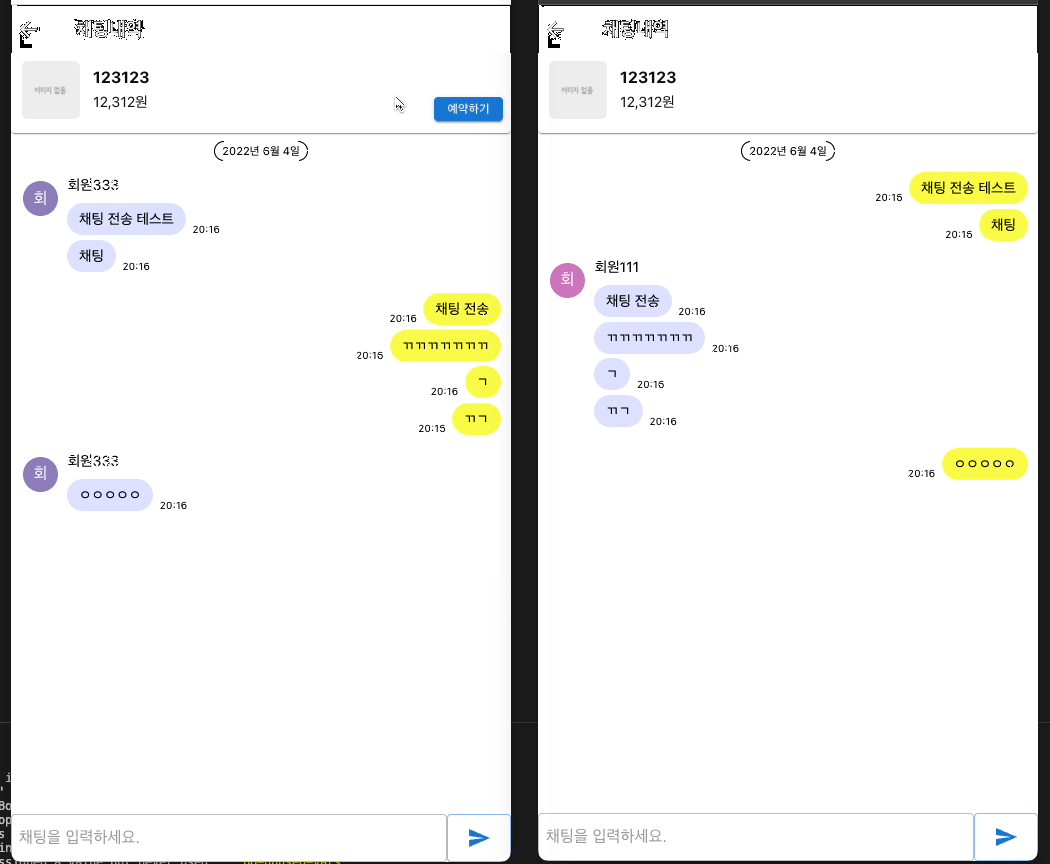 채팅내역
이미지 없음
123123
12,312원
예약하기
2022년 6월 4일
회
회원333
채팅 전송 테스트
20:16
채팅
20:16
채팅 전송
20:16
ㄲㄲㄲㄲㄲㄲㄲ
20:16
ㄱ
20:16
ㄲㄱ
20:16
회
회원333
ㅇㅇㅇㅇㅇ
20:16
채팅을 입력하세요.
채팅내역
이미지 없음
123123
12,312원
2022년 6월 4일
채팅 전송 테스트
20:16
채팅
20:16
회
회원111
채팅 전송
20:16
ㄲㄲㄲㄲㄲㄲㄲ
20:16
ㄱ
20:16
ㄲㄱ
20:16
ㅇㅇㅇㅇㅇ
20:16
채팅을 입력하세요.